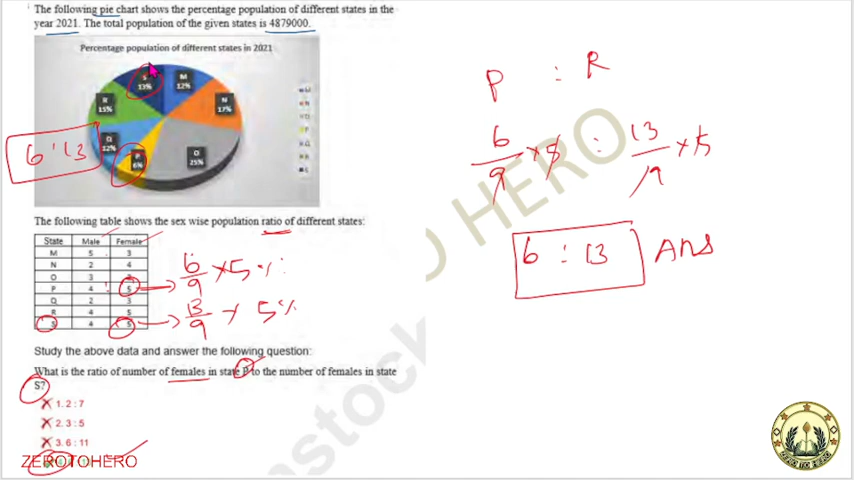 The following pie chart shows the percentage population of different states in the
year 2021. The total population of the given states is 4879000.
Percentage population of different states in 2021
S 13%
M 12%
R 15%
N 17%
Q 12%
P 6%
O 25%
6 : 13
The following table shows the sex wise population ratio of different states:
State Male Female
M 5 3
N 2 4
O 3
P 4 5
Q 2 3
R 4 5
S 4 5
6/9 × 5%
13/9 × 5%
Study the above data and answer the following question:
What is the ratio of number of females in state P to the number of females in state
S?
1. 2 : 7
2. 3 : 5
3. 6 : 11
ZEROTOHERO
P : R
6/9 × 5 : 13/9 × 5
6 : 13 Ans
HERO